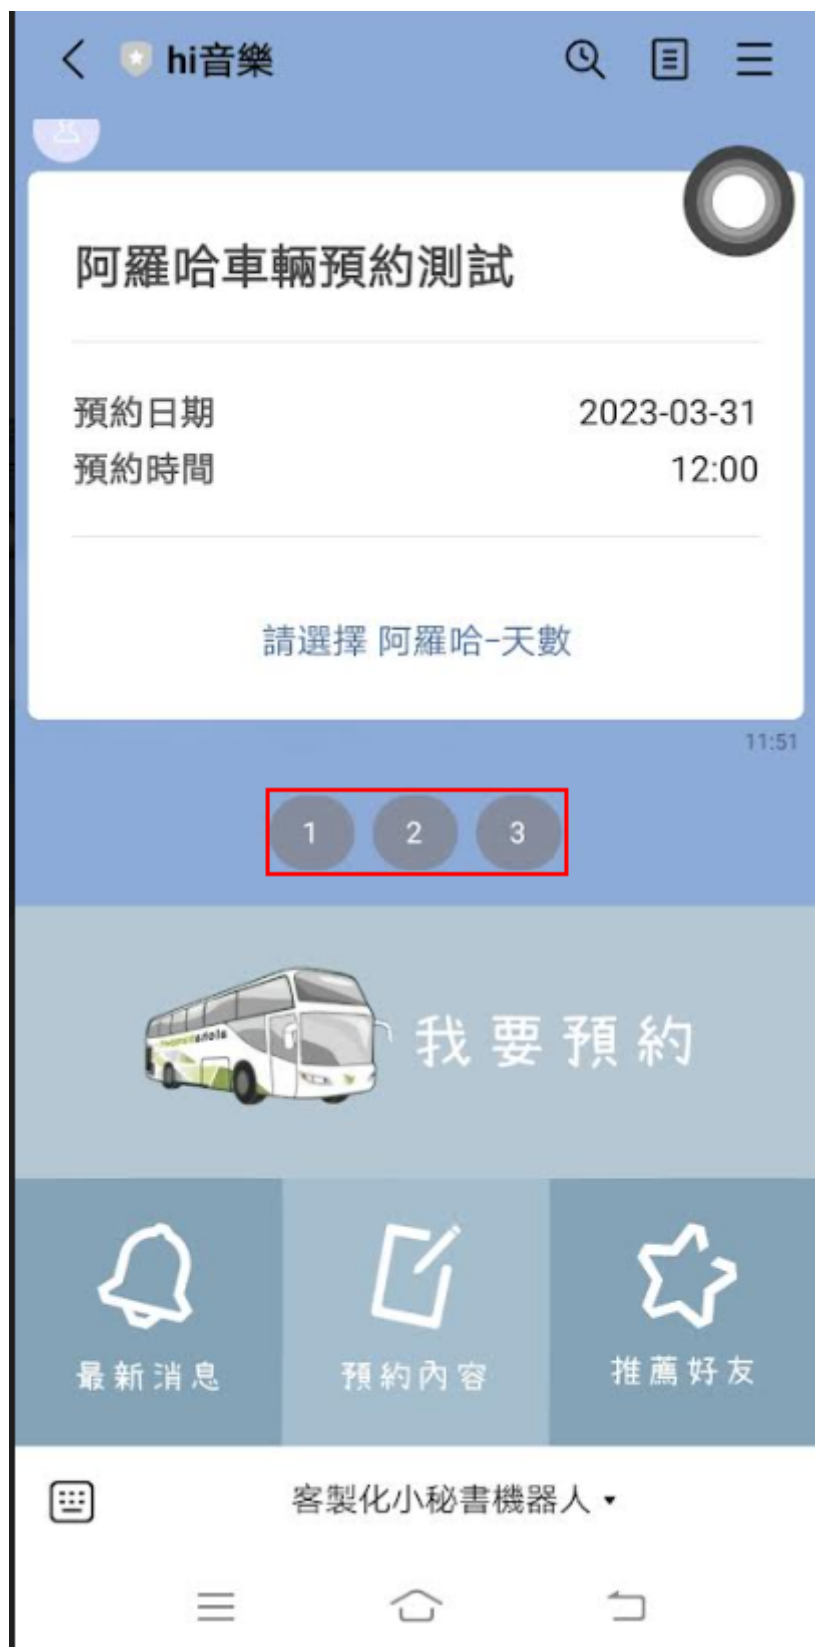 hi音樂
阿羅哈車輛預約測試
預約日期 2023-03-31
預約時間 12:00
請選擇 阿羅哈-天數
11:51
1 2 3
我要預約
最新消息 預約內容 推薦好友
客製化小秘書機器人